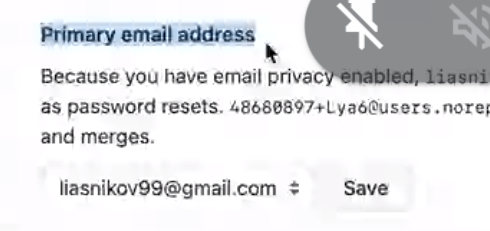 Primary email address
Because you have email privacy enabled, liasni
as password resets. 48680897+Lya6@users.norep
and merges.
liasnikov99@gmail.com Save